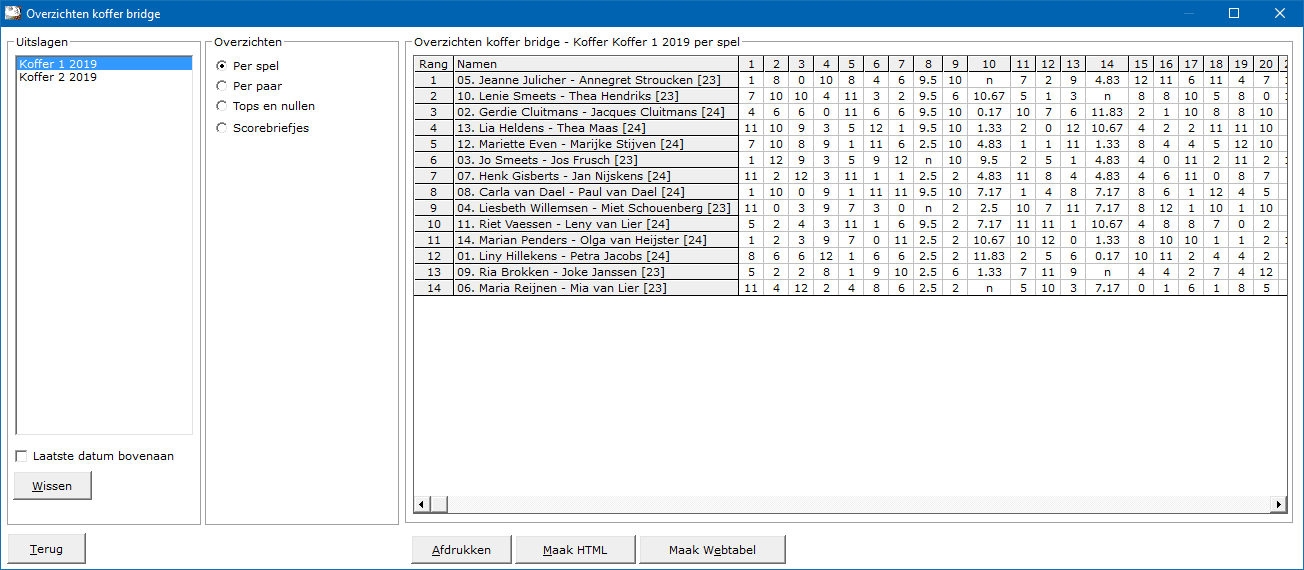 Overzichten koffer bridge
Uitslagen
Koffer 1 2019
Koffer 2 2019
Laatste datum bovenaan
Wissen
Terug
Overzichten
Per spel
Per paar
Tops en nullen
Scorebriefjes
Overzichten koffer bridge - Koffer Koffer 1 2019 per spel
Rang Namen 1 2 3 4 5 6 7 8 9 10 11 12 13 14 15 16 17 18 19 20
1 05. Jeanne Julicher - Annegret Stroucken [23] 1 8 0 10 8 4 6 9.5 10 n 7 2 9 4.83 12 11 6 11 4 7
2 10. Lenie Smeets - Thea Hendriks [23] 7 10 10 4 11 3 2 9.5 6 10.67 5 1 3 n 8 8 10 5 8 0
3 02. Gerdie Cluitmans - Jacques Cluitmans [24] 4 6 6 0 11 6 6 9.5 10 0.17 10 7 6 11.83 2 1 10 8 8 10
4 13. Lia Heldens - Thea Maas [24] 11 10 9 3 5 12 1 9.5 10 1.33 2 0 12 10.67 4 2 2 11 11 10
5 12. Mariette Even - Marijke Stijven [24] 7 10 8 9 1 11 6 2.5 10 4.83 1 1 11 1.33 8 4 4 5 12 10
6 03. Jo Smeets - Jos Frusch [23] 1 12 9 3 5 9 12 n 10 9.5 2 5 1 4.83 4 0 11 2 11 2
7 07. Henk Gisberts - Jan Nijskens [24] 11 2 12 3 11 1 1 2.5 2 4.83 11 8 4 4.83 4 6 11 0 8 7
8 08. Carla van Dael - Paul van Dael [24] 1 10 0 9 1 11 11 9.5 10 7.17 1 4 8 7.17 8 6 1 12 4 5
9 04. Liesbeth Willemsen - Miet Schouenberg [23] 11 0 3 9 7 3 0 n 2 2.5 10 7 11 7.17 8 12 1 10 1 10
10 11. Riet Vaessen - Leny van Lier [24] 5 2 4 3 11 1 6 9.5 2 7.17 11 11 1 10.67 4 8 8 7 0 2
11 14. Marian Penders - Olga van Heijster [24] 1 2 3 9 7 0 11 2.5 2 10.67 10 12 0 1.33 8 10 10 1 1 2
12 01. Liny Hillekens - Petra Jacobs [24] 8 6 6 12 1 6 6 2.5 2 11.83 2 5 6 0.17 10 11 2 4 4 2
13 09. Ria Brokken - Joke Janssen [23] 5 2 2 8 1 9 10 2.5 6 1.33 7 11 9 n 4 4 2 7 4 12
14 06. Maria Reijnen - Mia van Lier [23] 11 4 12 2 4 8 6 2.5 2 n 5 10 3 7.17 0 1 6 1 8 5
Afdrukken Maak HTML Maak Webtabel